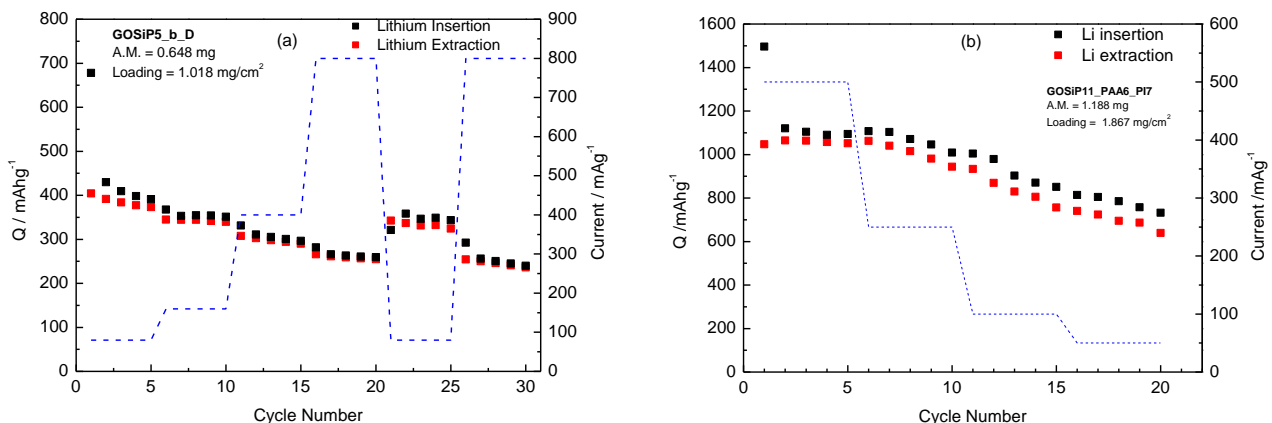 GOSiP5_b_D
A.M. = 0.648 mg
Loading = 1.018 mg/cm²
(a)
Lithium Insertion
Lithium Extraction
800
700
600
500
400
300
200
100
0
Q / mAhg⁻¹
900
800
700
600
500
400
300
200
100
0
Current / mAg⁻¹
0 5 10 15 20 25 30
Cycle Number
(b)
Li insertion
Li extraction
GOSiP11_PAA6_PI7
A.M. = 1.188 mg
Loading = 1.867 mg/cm²
1600
1400
1200
1000
800
600
400
200
0
Q / mAhg⁻¹
600
500
400
300
200
100
0
Current /mAg⁻¹
0 5 10 15 20
Cycle Number